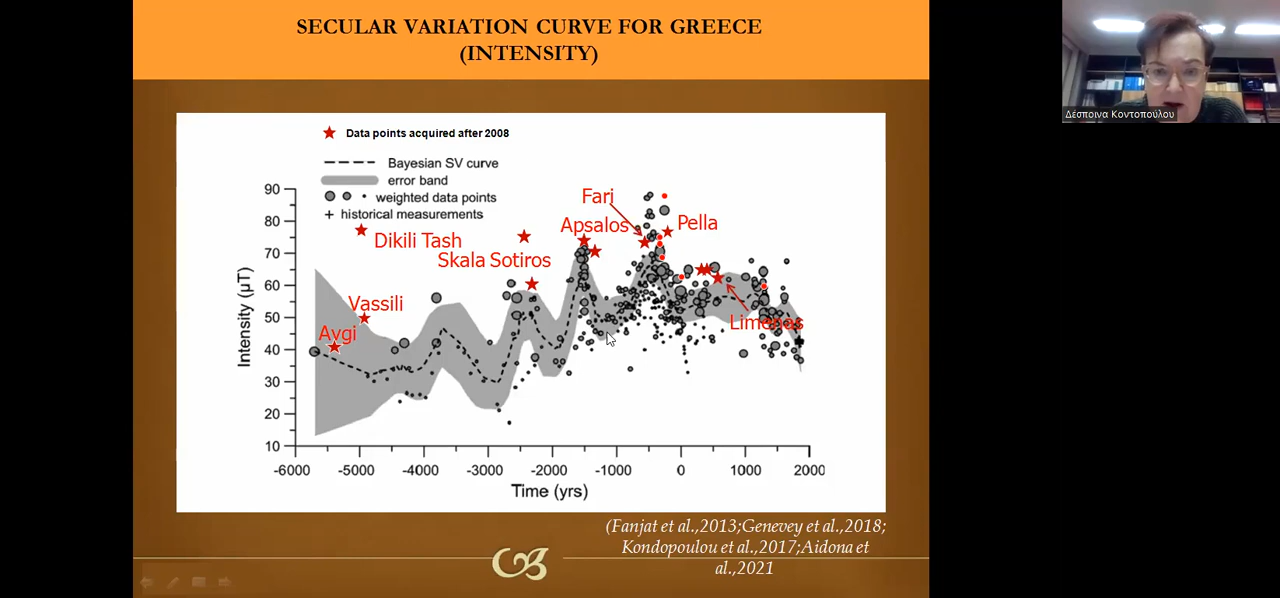 SECULAR VARIATION CURVE FOR GREECE
(INTENSITY)
Δέσποινα Κοντοπούλου
Data points acquired after 2008
Bayesian SV curve
error band
weighted data points
historical measurements
90
80
70
60
50
40
30
20
10
Intensity (μT)
Fari
Apsalos
Pella
Dikili Tash
Skala Sotiros
Vassili
Avgi
Limenas
-6000 -5000 -4000 -3000 -2000 -1000 0 1000 2000
Time (yrs)
(Fanjat et al.,2013;Genevey et al.,2018;
Kondopoulou et al.,2017;Aidona et
al.,2021